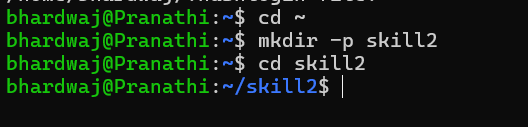 bhardwaj@Pranathi:~$ cd ~
bhardwaj@Pranathi:~$ mkdir -p skill2
bhardwaj@Pranathi:~$ cd skill2
bhardwaj@Pranathi:~/skill2$